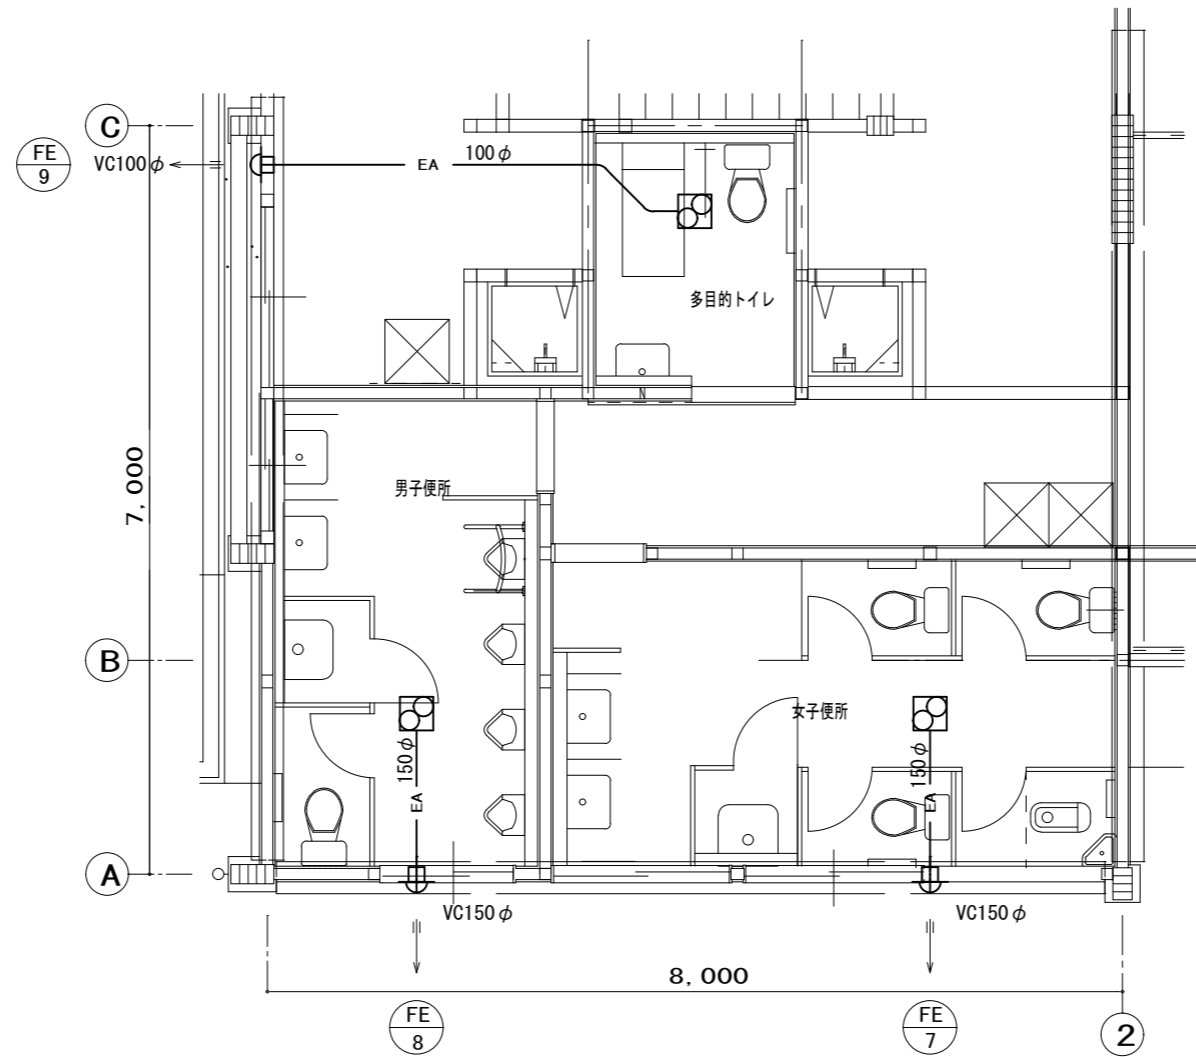 C
FE
9
VC100φ
EA
100φ
多目的トイレ
N
7,000
男子便所
B
女子便所
150φ
EA
150φ
EA
A
VC150φ
VC150φ
8,000
FE
8
FE
7
2